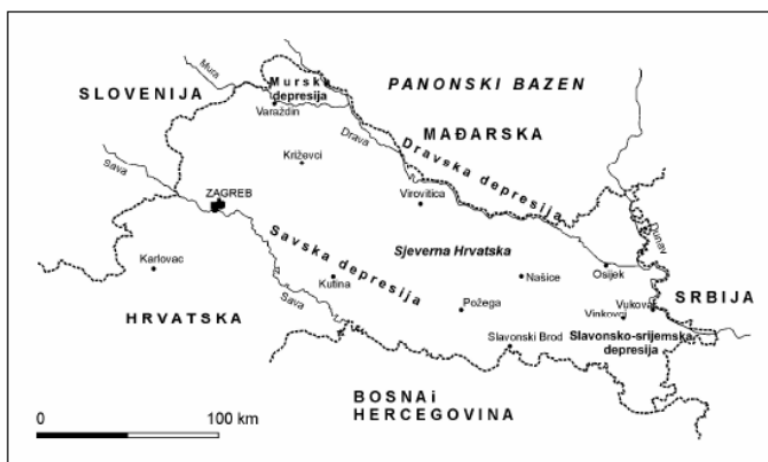 Mura
SLOVENIJA
Murska
depresija
PANONSKI BAZEN
Varaždin
MAĐARSKA
Drava
Dravska depresija
Križevci
Sava
ZAGREB
Virovitica
Dunav
Savska depresija
Sjeverna Hrvatska
Karlovac
Kutina
Našice
Osijek
SRBIJA
Sava
Požega
Vukovar
Vinkovci
HRVATSKA
Slavonski Brod
Slavonsko-srijemska
depresija
BOSNA i
HERCEGOVINA
0 100 km